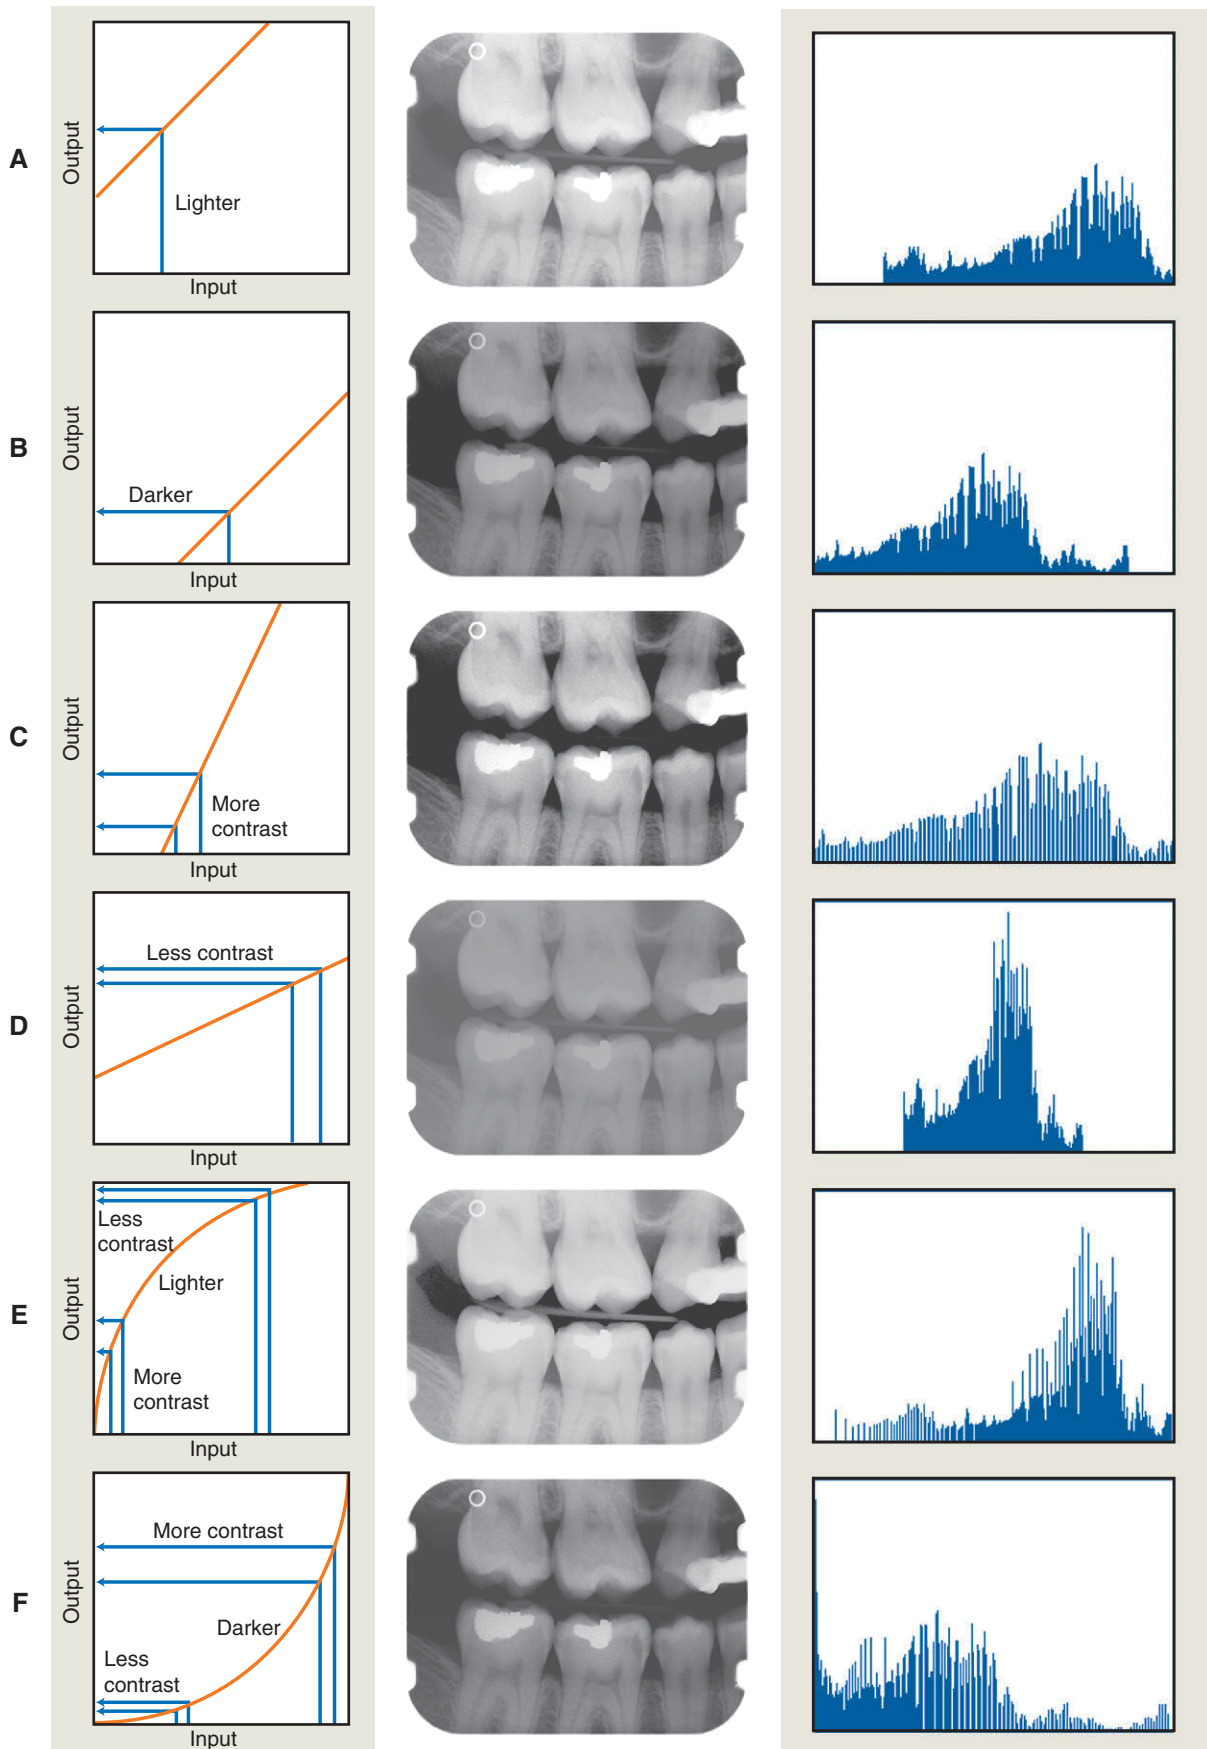 A
Output
Lighter
Input
B
Output
Darker
Input
C
Output
More
contrast
Input
D
Output
Less contrast
Input
E
Output
Less
contrast
Lighter
More
contrast
Input
F
Output
More contrast
Darker
Less
contrast
Input